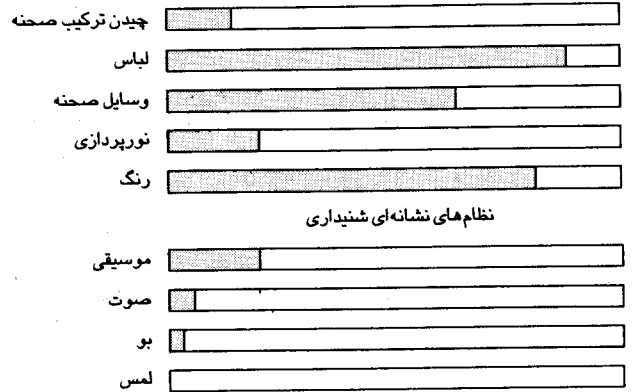 چیدن ترکیب صحنه
لباس
وسایل صحنه
نورپردازی
رنگ
نظام‌های نشانه‌ای شنیداری
موسیقی
صوت
بو
لمس